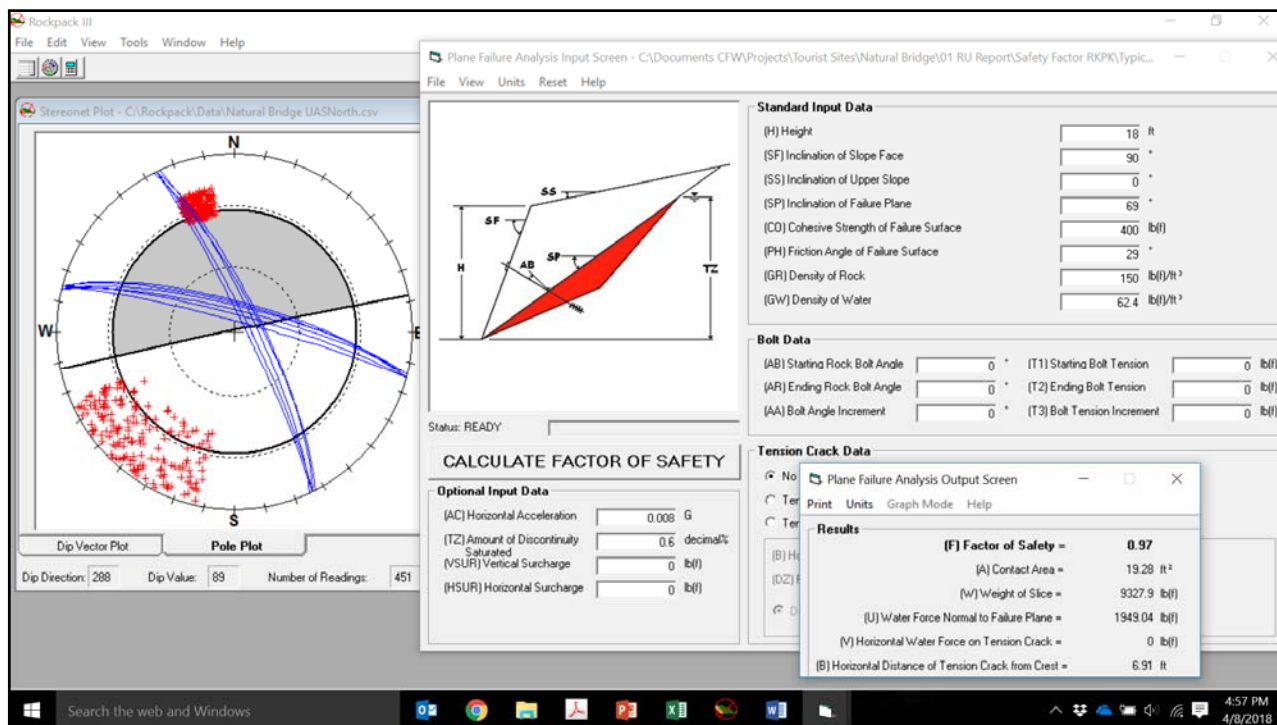 Rockpack III
File Edit View Tools Window Help
Stereonet Plot - C:\Rockpack\Data\Natural Bridge UASNorth.csv
N
W
E
S
Dip Vector Plot
Pole Plot
Dip Direction: 288 Dip Value: 89 Number of Readings: 451
Plane Failure Analysis Input Screen - C:\Documents CFW\Projects\Tourist Sites\Natural Bridge\01 RU Report\Safety Factor RKPK\Typic...
File View Units Reset Help
SS
SF
SP
H
AB
TZ
Status: READY
CALCULATE FACTOR OF SAFETY
Optional Input Data
(AC) Horizontal Acceleration 0.008 G
(TZ) Amount of Discontinuity 0.6 decimal%
Saturated
(VSUR) Vertical Surcharge 0 lb(f)
(HSUR) Horizontal Surcharge 0 lb(f)
Standard Input Data
(H) Height 18 ft
(SF) Inclination of Slope Face 90 °
(SS) Inclination of Upper Slope 0 °
(SP) Inclination of Failure Plane 69 °
(CO) Cohesive Strength of Failure Surface 400 lb(f)
(PH) Friction Angle of Failure Surface 29 °
(GR) Density of Rock 150 lb(f)/ft³
(GW) Density of Water 62.4 lb(f)/ft³
Bolt Data
(AB) Starting Rock Bolt Angle 0 ° (T1) Starting Bolt Tension 0 lb(f)
(AR) Ending Rock Bolt Angle 0 ° (T2) Ending Bolt Tension 0 lb(f)
(AA) Bolt Angle Increment 0 ° (T3) Bolt Tension Increment 0 lb(f)
Tension Crack Data
No
Plane Failure Analysis Output Screen
Print Units Graph Mode Help
Results
(F) Factor of Safety = 0.97
(A) Contact Area = 19.28 ft²
(W) Weight of Slice = 9327.9 lb(f)
(U) Water Force Normal to Failure Plane = 1949.04 lb(f)
(V) Horizontal Water Force on Tension Crack = 0 lb(f)
(B) Horizontal Distance of Tension Crack from Crest = 6.91 ft
Search the web and Windows
4:57 PM
4/8/2018